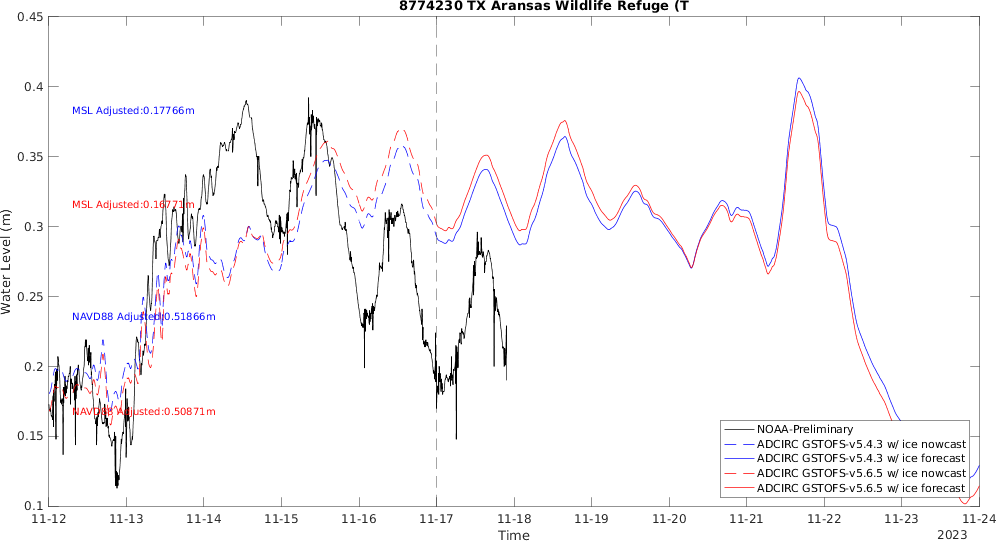 8774230 TX Aransas Wildlife Refuge (T
0.45
0.4
0.35
0.3
0.25
0.2
0.15
0.1
Water Level (m)
MSL Adjusted:0.17766m
MSL Adjusted:0.16771m
NAVD88 Adjusted:0.51866m
NAVD88 Adjusted:0.50871m
NOAA-Preliminary
ADCIRC GSTOFS-v5.4.3 w/ ice nowcast
ADCIRC GSTOFS-v5.4.3 w/ ice forecast
ADCIRC GSTOFS-v5.6.5 w/ ice nowcast
ADCIRC GSTOFS-v5.6.5 w/ ice forecast
11-12 11-13 11-14 11-15 11-16 11-17 11-18 11-19 11-20 11-21 11-22 11-23 11-24
Time
2023